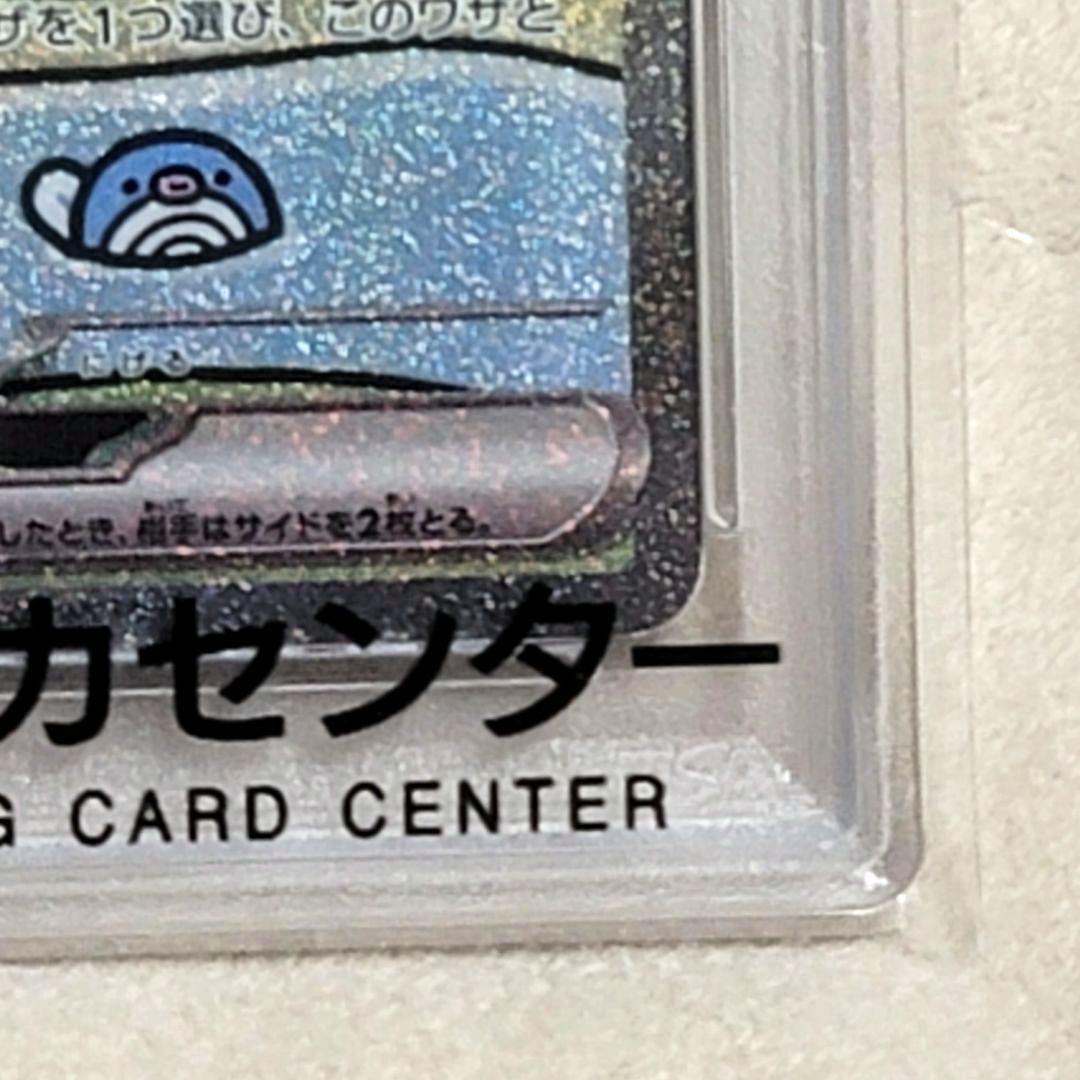 ザを1つ選び、このワザと
にげる
したとき、相手はサイドを2枚とる。
カセンター
G CARD CENTER